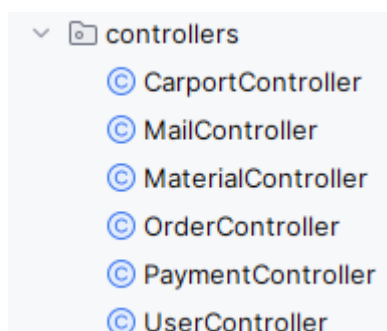 controllers
CarportController
MailController
MaterialController
OrderController
PaymentController
UserController